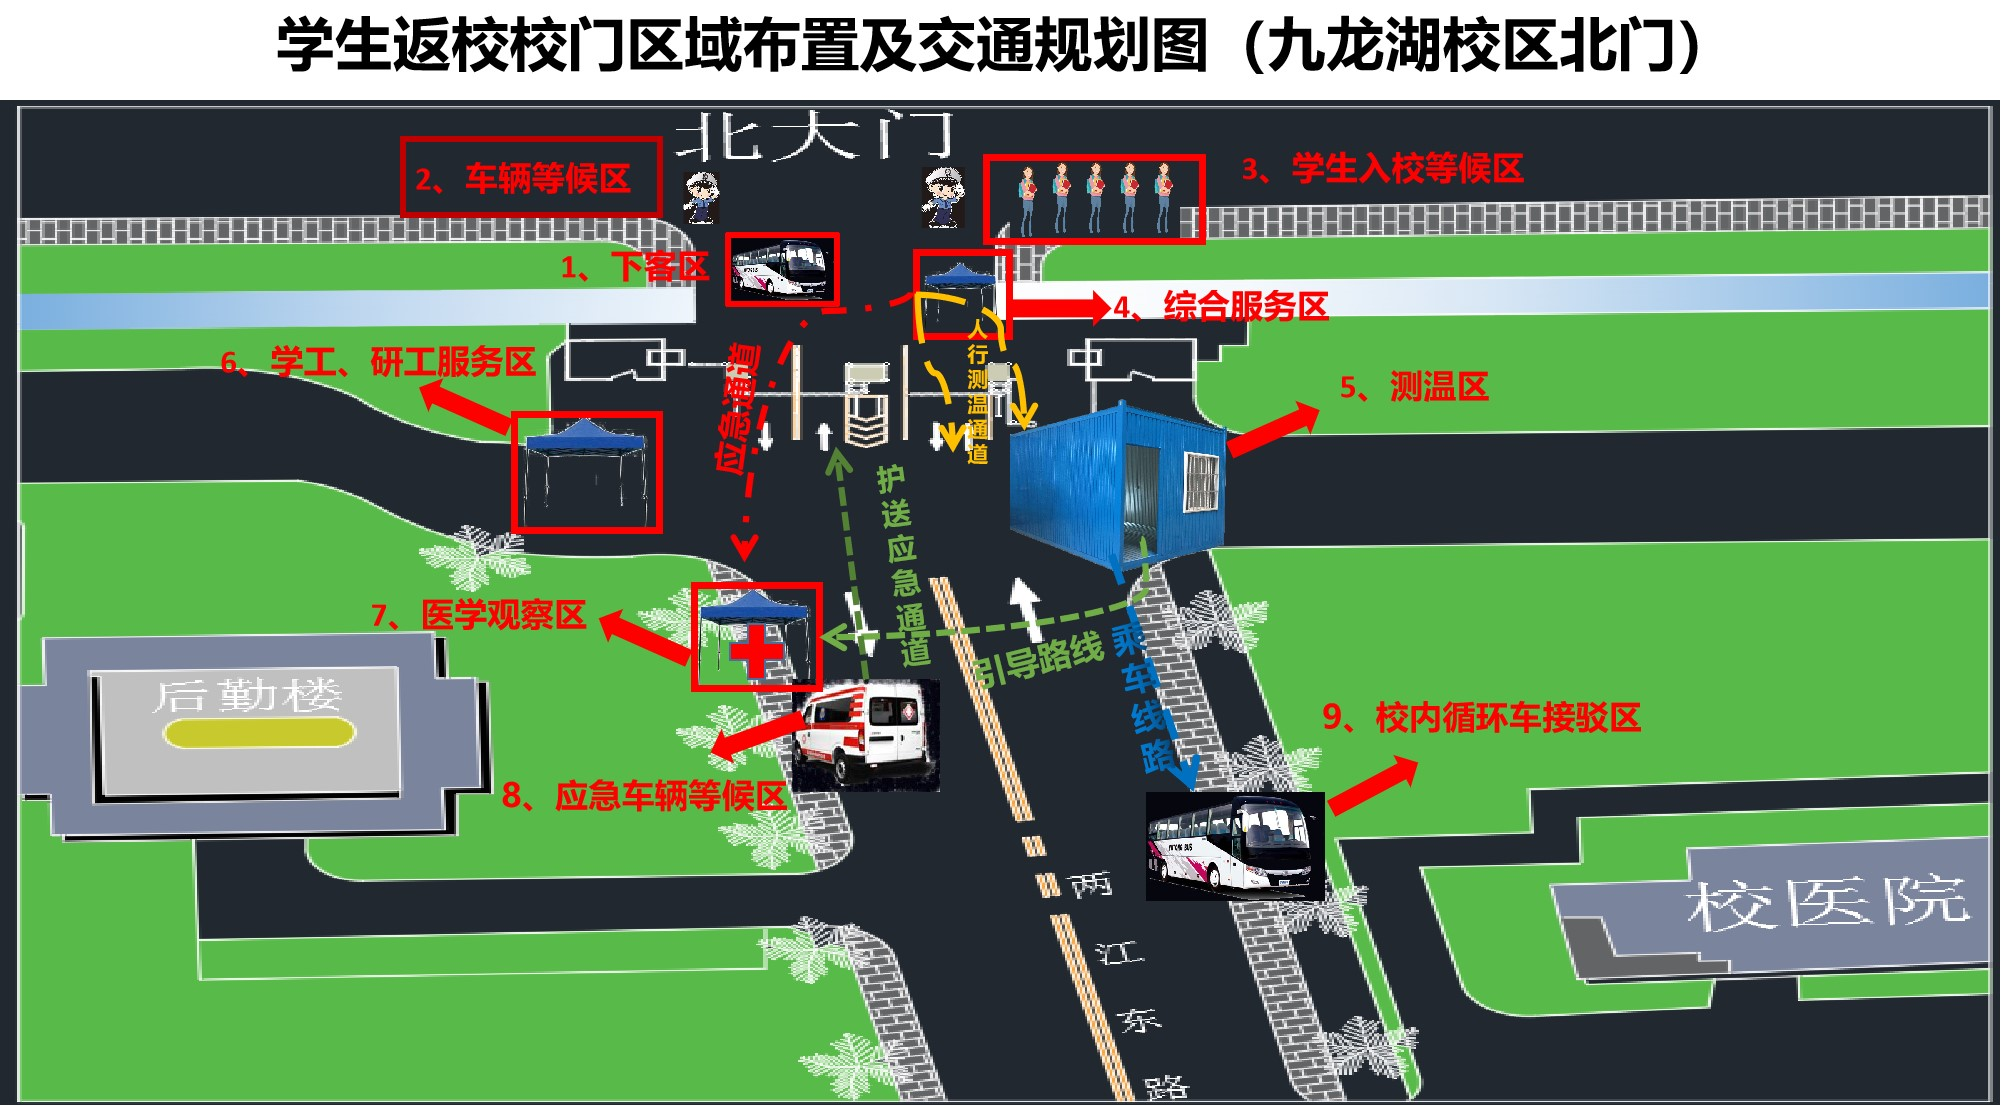 学生返校校门区域布置及交通规划图（九龙湖校区北门）
北大门
2、车辆等候区
3、学生入校等候区
1、下客区
4、综合服务区
6、学工、研工服务区
5、测温区
应急通道
人行测温通道
护送应急通道
7、医学观察区
引导路线
乘车线路
后勤楼
9、校内循环车接驳区
8、应急车辆等候区
校医院
两江东路